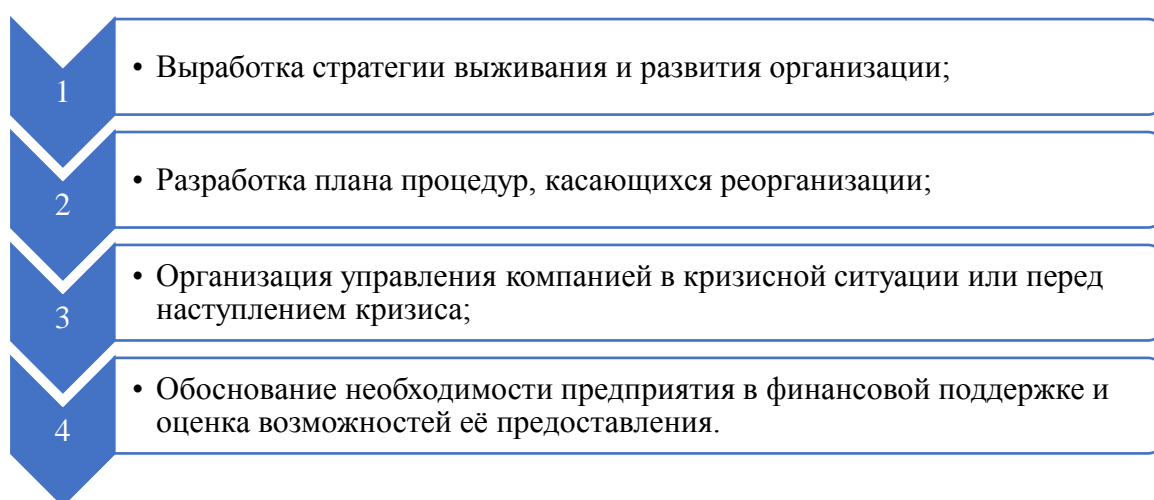 1
• Выработка стратегии выживания и развития организации;
2
• Разработка плана процедур, касающихся реорганизации;
3
• Организация управления компанией в кризисной ситуации или перед
наступлением кризиса;
4
• Обоснование необходимости предприятия в финансовой поддержке и
оценка возможностей её предоставления.